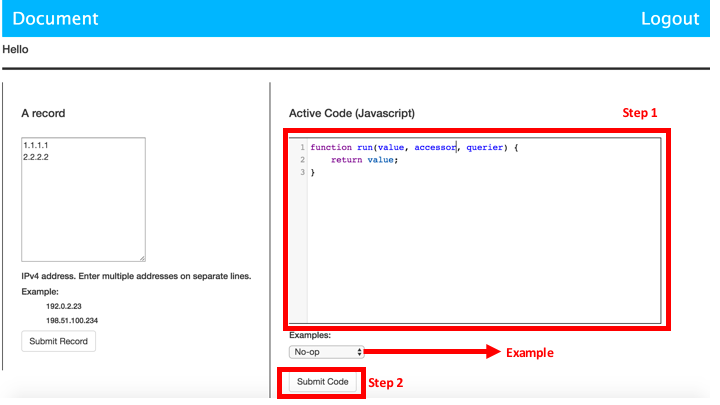 Document
Logout
Hello
A record
1.1.1.1
2.2.2.2
IPv4 address. Enter multiple addresses on separate lines.
Example:
192.0.2.23
198.51.100.234
Submit Record
Active Code (Javascript)
Step 1
1 function run(value, accessor, querier) {
2 return value;
3 }
Examples:
No-op
Example
Submit Code
Step 2